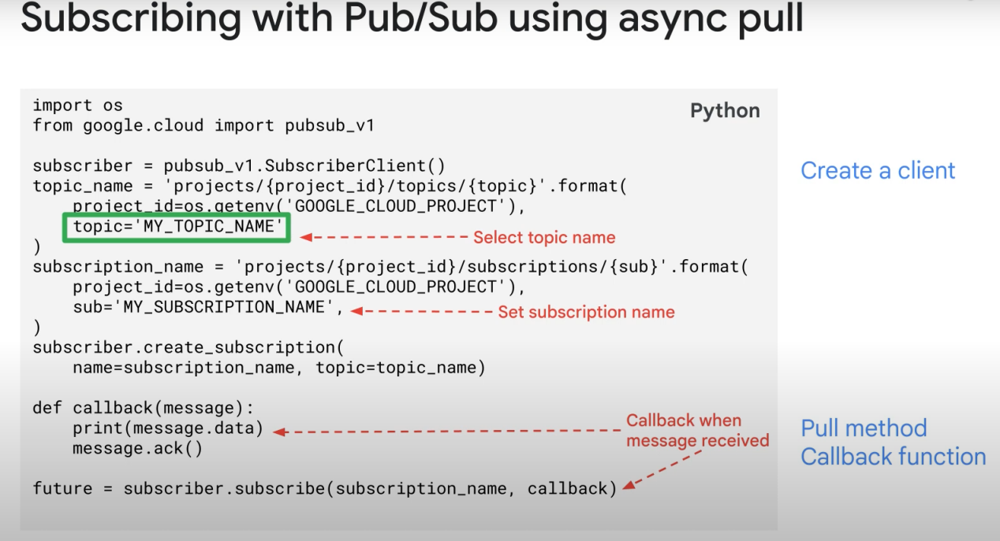 Subscribing with Pub/Sub using async pull
Python
import os
from google.cloud import pubsub_v1
subscriber = pubsub_v1.SubscriberClient()
topic_name = 'projects/{project_id}/topics/{topic}'.format(
    project_id=os.getenv('GOOGLE_CLOUD_PROJECT'),
    topic='MY_TOPIC_NAME'
)
Select topic name
subscription_name = 'projects/{project_id}/subscriptions/{sub}'.format(
    project_id=os.getenv('GOOGLE_CLOUD_PROJECT'),
    sub='MY_SUBSCRIPTION_NAME',
)
Set subscription name
subscriber.create_subscription(
    name=subscription_name, topic=topic_name)
def callback(message):
    print(message.data)
    message.ack()
Callback when
message received
future = subscriber.subscribe(subscription_name, callback)
Create a client
Pull method
Callback function